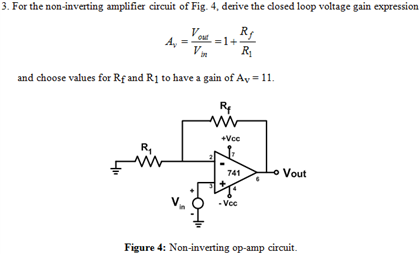 3. For the non-inverting amplifier circuit of Fig. 4, derive the closed loop voltage gain expression
A_v = V_out / V_in = 1 + R_f / R_1
and choose values for Rf and R1 to have a gain of Av = 11.
Rf
+Vcc
R1
2
7
-
741
6
Vout
+
3
4
+
Vin
-
- Vcc
Figure 4: Non-inverting op-amp circuit.